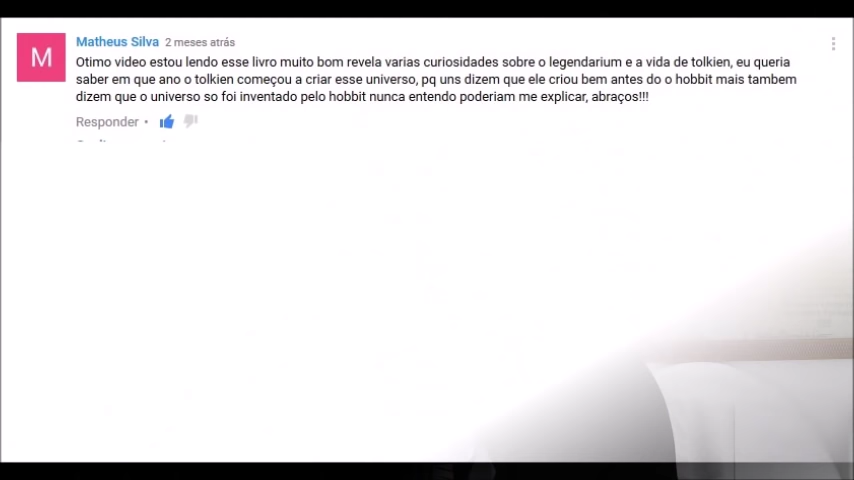 M
Matheus Silva 2 meses atrás
Otimo video estou lendo esse livro muito bom revela varias curiosidades sobre o legendarium e a vida de tolkien, eu queria
saber em que ano o tolkien começou a criar esse universo, pq uns dizem que ele criou bem antes do o hobbit mais tambem
dizem que o universo so foi inventado pelo hobbit nunca entendo poderiam me explicar, abraços!!!
Responder •